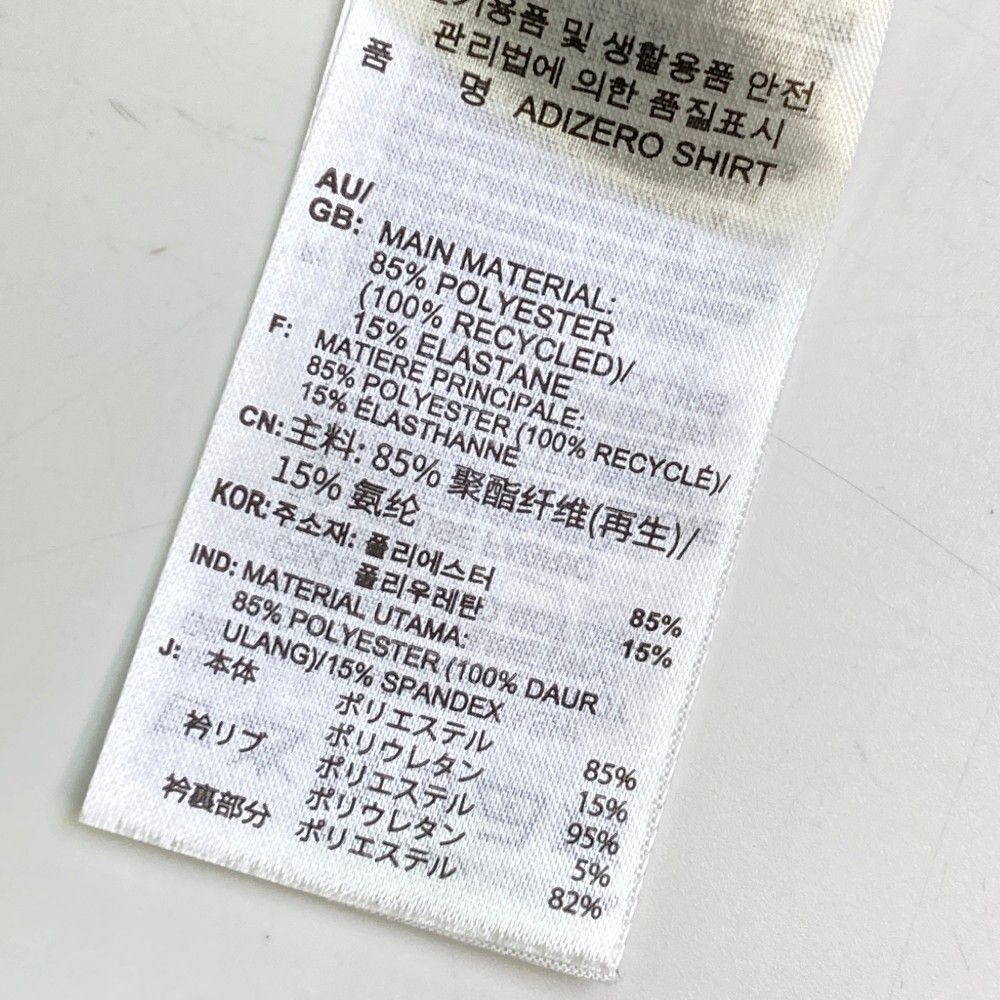 용품 및 생활용품 안전
관리법에 의한 품질표시
품 명 ADIZERO SHIRT
AU/
GB: MAIN MATERIAL:
85% POLYESTER
(100% RECYCLED)/
15% ELASTANE
F: MATIERE PRINCIPALE:
85% POLYESTER (100% RECYCLÉ)/
15% ÉLASTHANNE
CN: 主料: 85% 聚酯纤维(再生)/
15% 氨纶
KOR: 주소재: 폴리에스터 85%
폴리우레탄 15%
IND: MATERIAL UTAMA:
85% POLYESTER (100% DAUR
ULANG)/15% SPANDEX
J: 本体 ポリエステル 85%
ポリウレタン 15%
衿リブ ポリエステル 95%
ポリウレタン 5%
衿裏部分 ポリエステル 82%